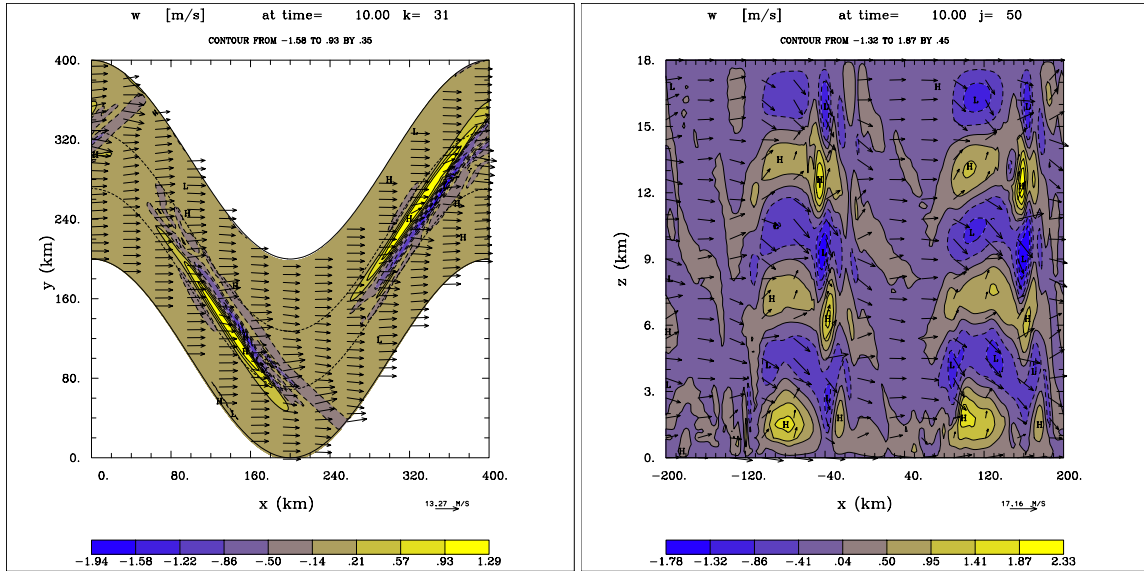 w [m/s] at time= 10.00 k= 31
CONTOUR FROM -1.58 TO .93 BY .35
400.
320.
240.
160.
80.
0.
y (km)
H
H
L
H
H
H
H
L
L
H
H
H
H
L
0. 80. 160. 240. 320. 400.
x (km)
13.27 M/S
-1.94 -1.58 -1.22 -.86 -.50 -.14 .21 .57 .93 1.29
w [m/s] at time= 10.00 j= 50
CONTOUR FROM -1.32 TO 1.87 BY .45
18.
15.
12.
9.
6.
3.
0.
z (km)
L
H
L
L
L
H
H
H
H
L
L
L
L
H
H
H
L
H
L
L
L
L
H
H
H
H
H
-200. -120. -40. 40. 120. 200.
x (km)
17.16 M/S
-1.78 -1.32 -.86 -.41 .04 .50 .95 1.41 1.87 2.33